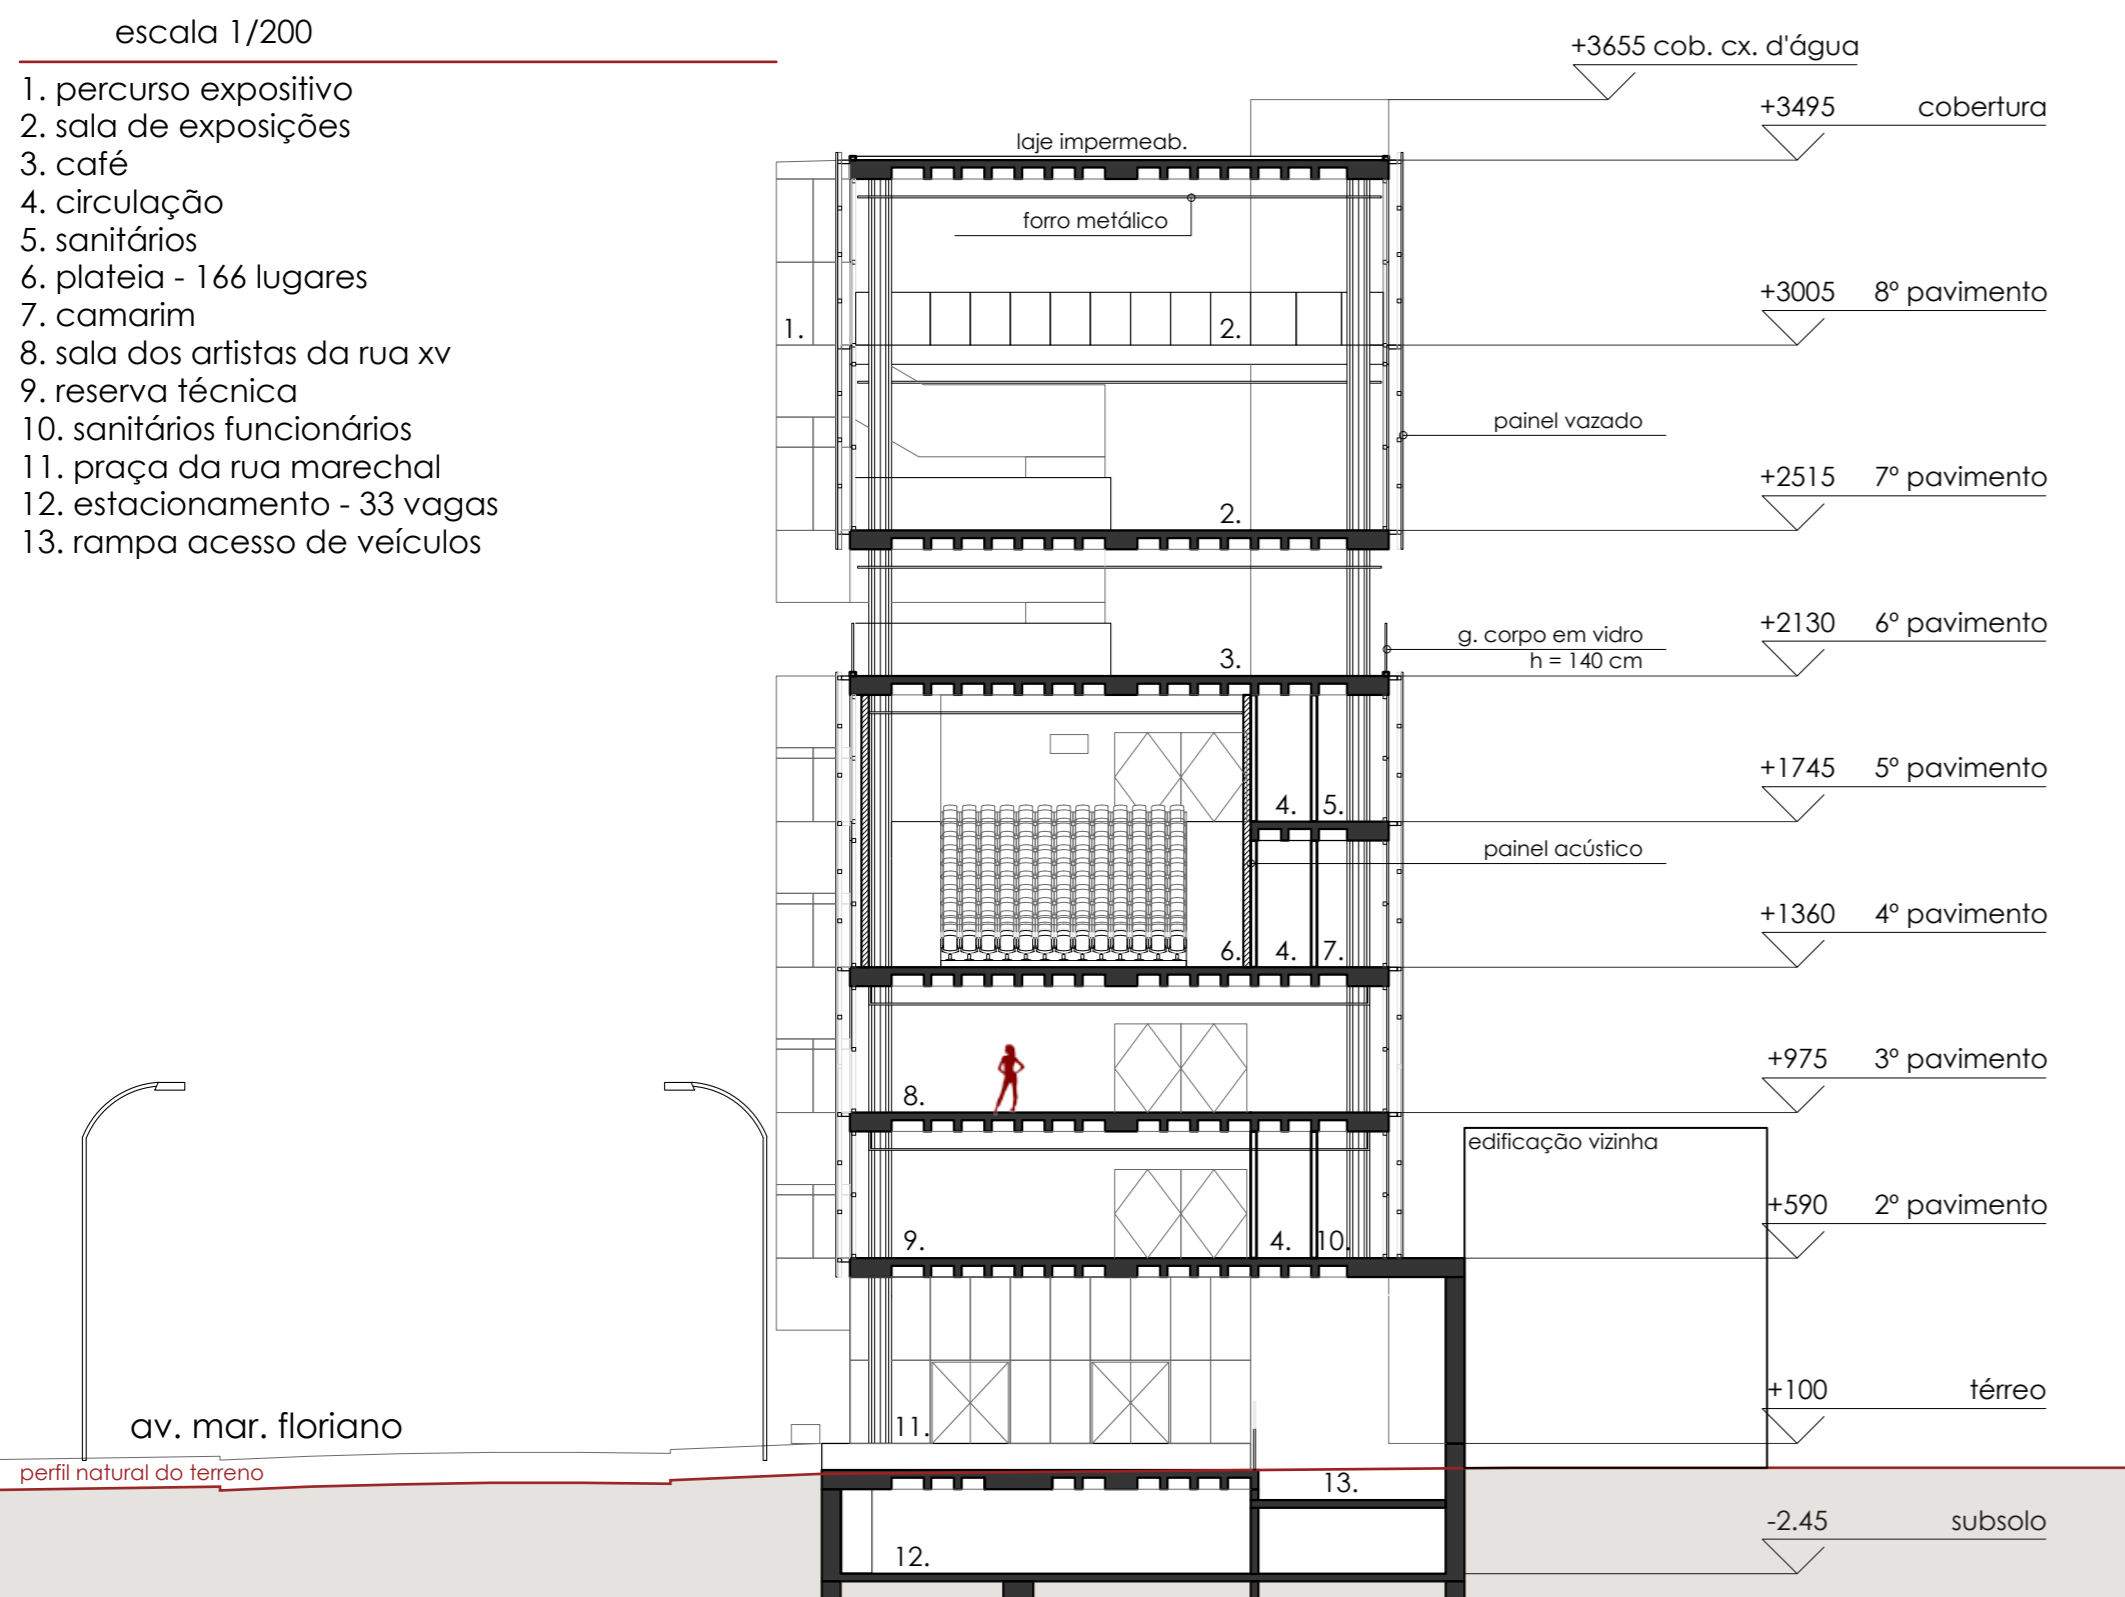 escala 1/200
1. percurso expositivo
2. sala de exposições
3. café
4. circulação
5. sanitários
6. plateia - 166 lugares
7. camarim
8. sala dos artistas da rua xv
9. reserva técnica
10. sanitários funcionários
11. praça da rua marechal
12. estacionamento - 33 vagas
13. rampa acesso de veículos
+3655 cob. cx. d'água
+3495 cobertura
laje impermeab.
forro metálico
+3005 8º pavimento
1.
2.
painel vazado
+2515 7º pavimento
2.
+2130 6º pavimento
g. corpo em vidro
h = 140 cm
3.
+1745 5º pavimento
4. 5.
painel acústico
+1360 4º pavimento
6. 4. 7.
+975 3º pavimento
8.
edificação vizinha
+590 2º pavimento
9. 4. 10.
+100 térreo
av. mar. floriano
11.
perfil natural do terreno
13.
-2.45 subsolo
12.